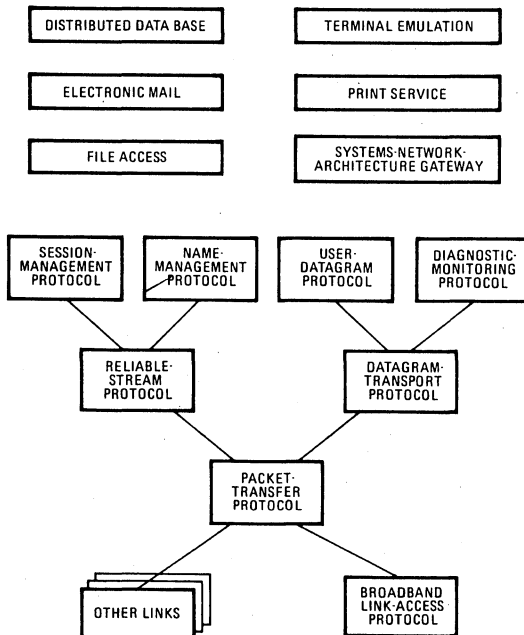 DISTRIBUTED DATA BASE
TERMINAL EMULATION
ELECTRONIC MAIL
PRINT SERVICE
FILE ACCESS
SYSTEMS-NETWORK-
ARCHITECTURE GATEWAY
SESSION-
MANAGEMENT
PROTOCOL
NAME-
MANAGEMENT
PROTOCOL
USER-
DATAGRAM
PROTOCOL
DIAGNOSTIC-
MONITORING
PROTOCOL
RELIABLE-
STREAM
PROTOCOL
DATAGRAM-
TRANSPORT
PROTOCOL
PACKET-
TRANSFER
PROTOCOL
OTHER LINKS
BROADBAND
LINK-ACCESS
PROTOCOL